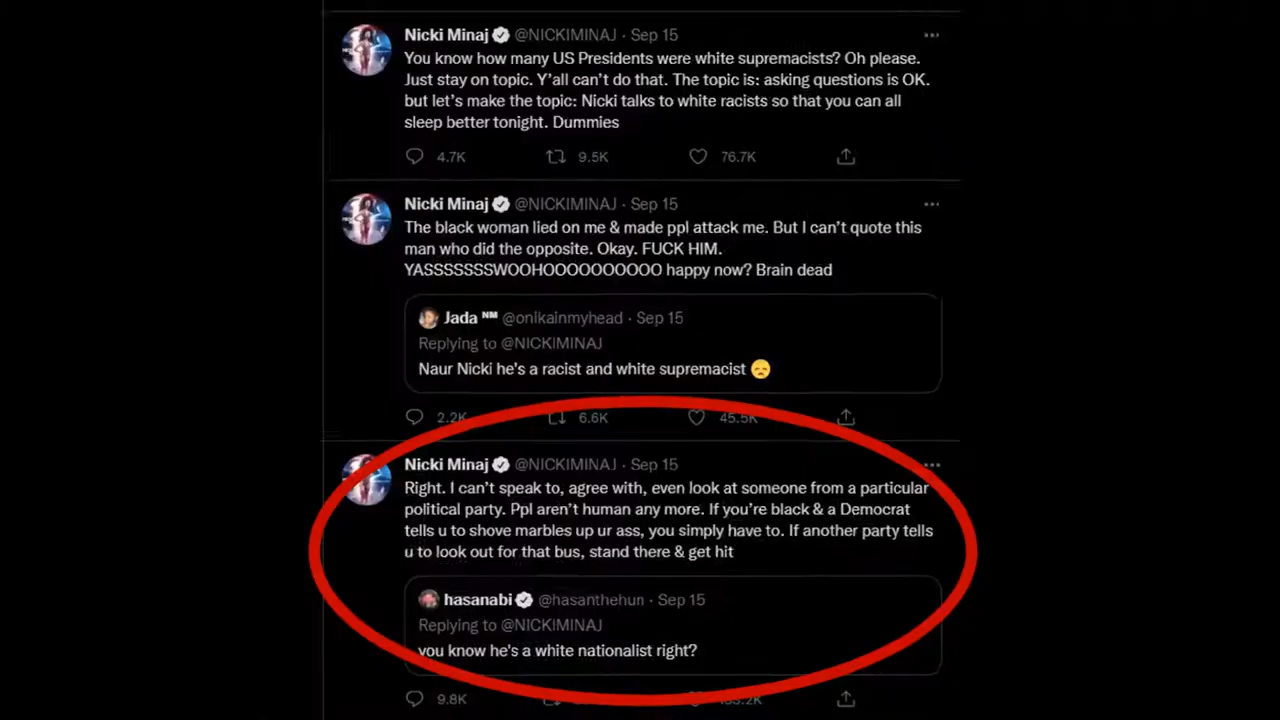 Nicki Minaj @NICKIMINAJ · Sep 15
You know how many US Presidents were white supremacists? Oh please.
Just stay on topic. Y'all can't do that. The topic is: asking questions is OK.
but let's make the topic: Nicki talks to white racists so that you can all
sleep better tonight. Dummies
4.7K 9.5K 76.7K
Nicki Minaj @NICKIMINAJ · Sep 15
The black woman lied on me & made ppl attack me. But I can't quote this
man who did the opposite. Okay. FUCK HIM.
YASSSSSSSWOOHOOOOOOOOOO happy now? Brain dead
Jada ᴺᴹ @onikainmyhead · Sep 15
Replying to @NICKIMINAJ
Naur Nicki he's a racist and white supremacist 😞
2.2K 6.6K 45.5K
Nicki Minaj @NICKIMINAJ · Sep 15
Right. I can't speak to, agree with, even look at someone from a particular
political party. Ppl aren't human any more. If you're black & a Democrat
tells u to shove marbles up ur ass, you simply have to. If another party tells
u to look out for that bus, stand there & get hit
hasanabi @hasanthehun · Sep 15
Replying to @NICKIMINAJ
you know he's a white nationalist right?
9.8K